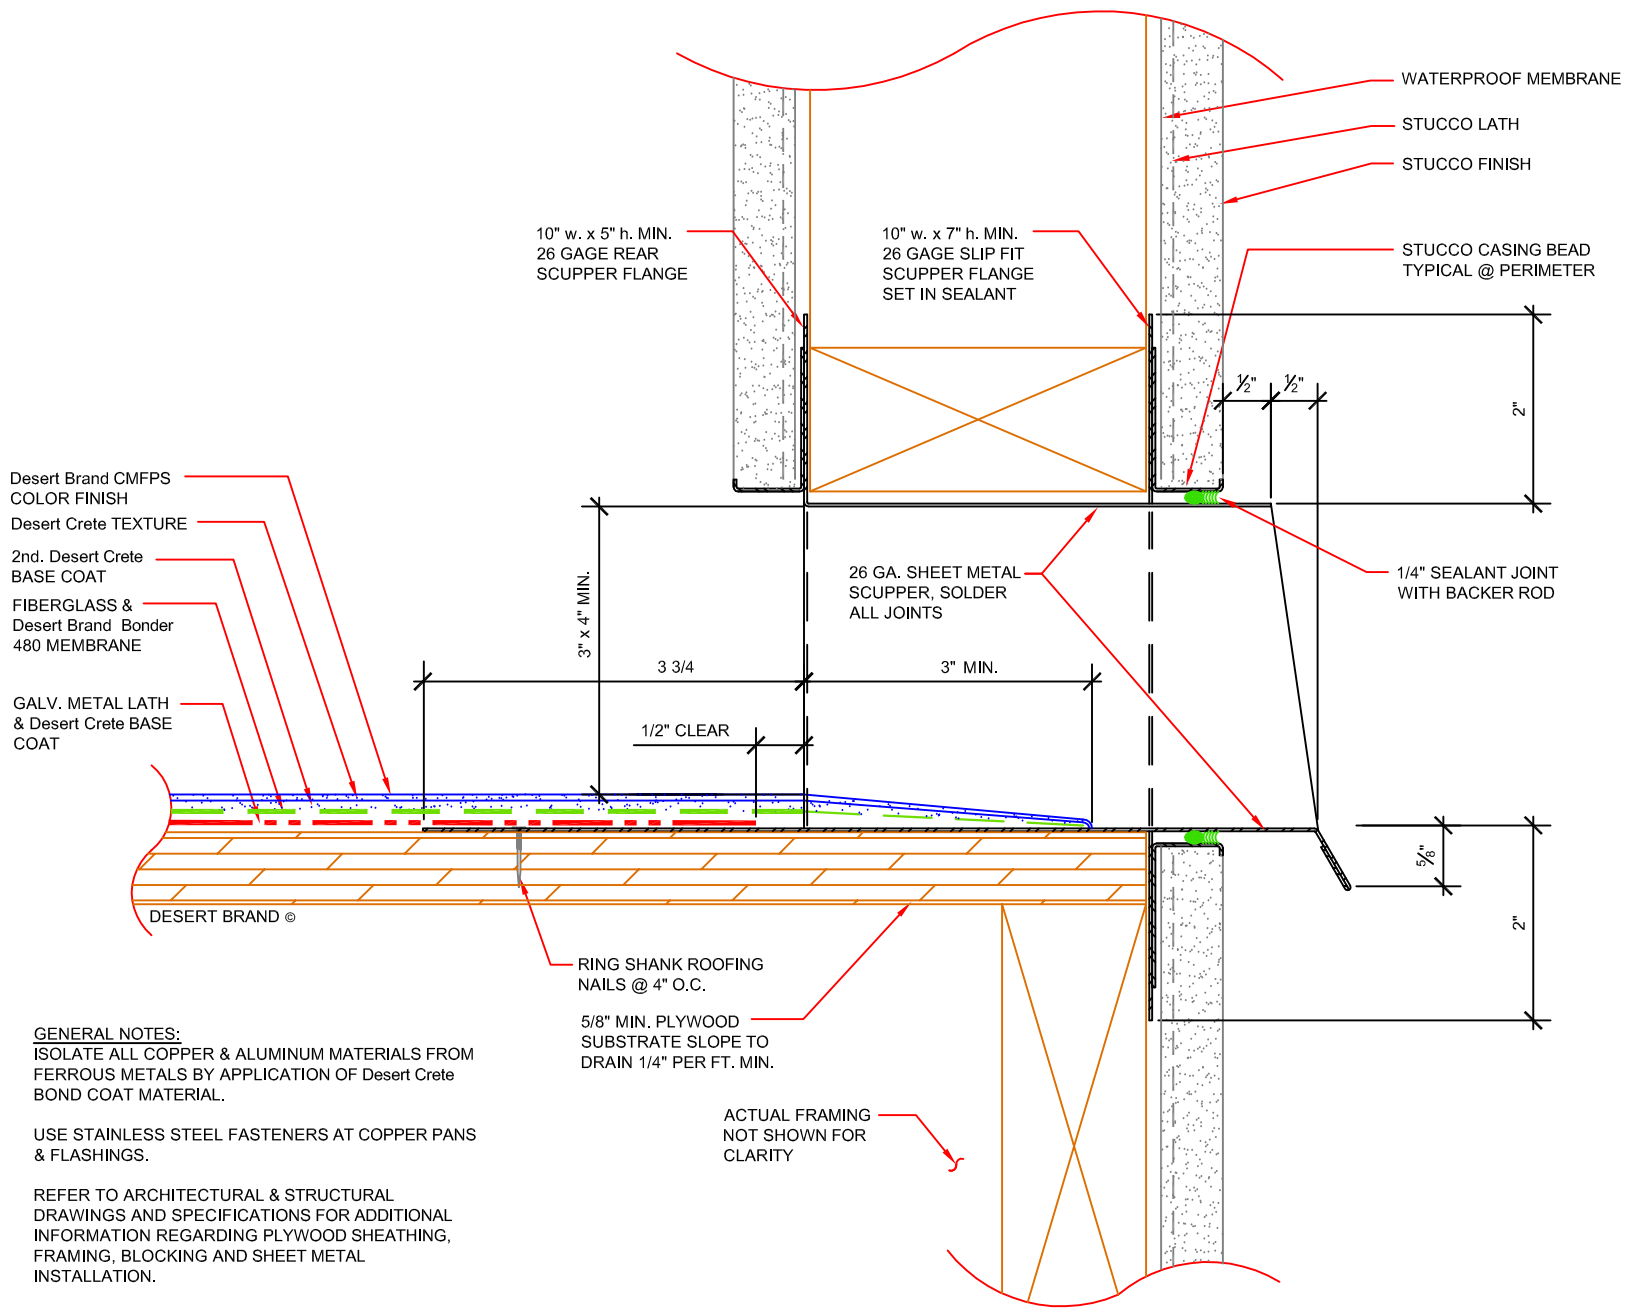 WATERPROOF MEMBRANE
STUCCO LATH
STUCCO FINISH
10" w. x 5" h. MIN.
26 GAGE REAR
SCUPPER FLANGE
10" w. x 7" h. MIN.
26 GAGE SLIP FIT
SCUPPER FLANGE
SET IN SEALANT
STUCCO CASING BEAD
TYPICAL @ PERIMETER
1/2"
1/2"
2"
Desert Brand CMFPS
COLOR FINISH
Desert Crete TEXTURE
2nd. Desert Crete
BASE COAT
FIBERGLASS &
Desert Brand Bonder
480 MEMBRANE
GALV. METAL LATH
& Desert Crete BASE
COAT
3" x 4" MIN.
26 GA. SHEET METAL
SCUPPER, SOLDER
ALL JOINTS
1/4" SEALANT JOINT
WITH BACKER ROD
3 3/4
3" MIN.
1/2" CLEAR
5/8"
2"
DESERT BRAND ©
RING SHANK ROOFING
NAILS @ 4" O.C.
5/8" MIN. PLYWOOD
SUBSTRATE SLOPE TO
DRAIN 1/4" PER FT. MIN.
ACTUAL FRAMING
NOT SHOWN FOR
CLARITY
GENERAL NOTES:
ISOLATE ALL COPPER & ALUMINUM MATERIALS FROM
FERROUS METALS BY APPLICATION OF Desert Crete
BOND COAT MATERIAL.
USE STAINLESS STEEL FASTENERS AT COPPER PANS
& FLASHINGS.
REFER TO ARCHITECTURAL & STRUCTURAL
DRAWINGS AND SPECIFICATIONS FOR ADDITIONAL
INFORMATION REGARDING PLYWOOD SHEATHING,
FRAMING, BLOCKING AND SHEET METAL
INSTALLATION.